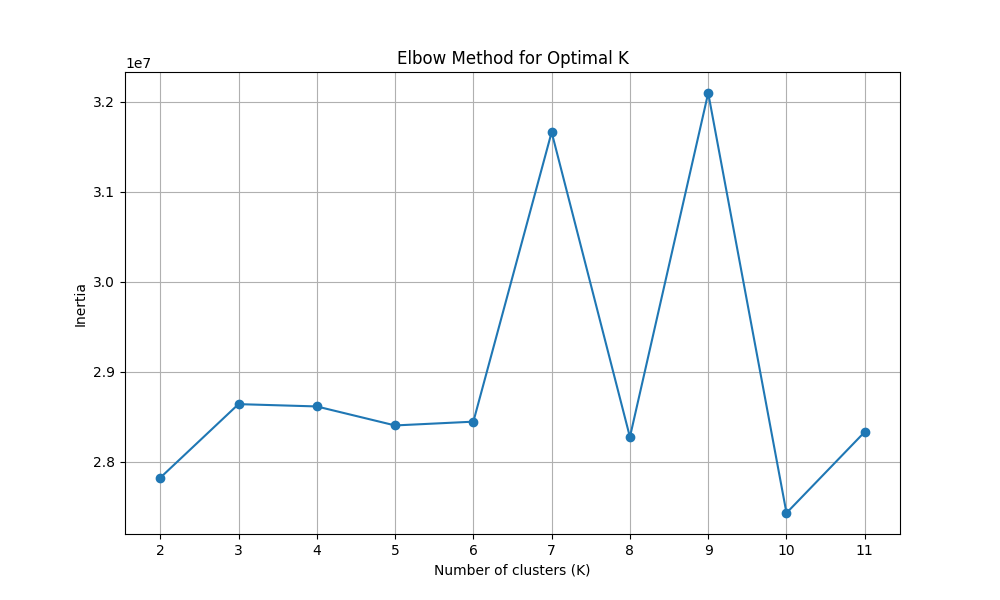 Elbow Method for Optimal K
1e7
3.2
3.1
3.0
2.9
2.8
Inertia
2 3 4 5 6 7 8 9 10 11
Number of clusters (K)